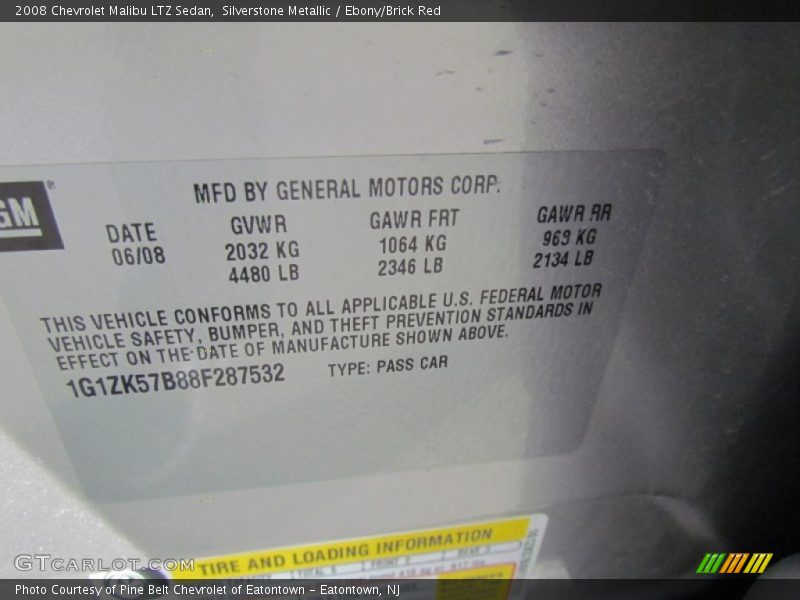 2008 Chevrolet Malibu LTZ Sedan, Silverstone Metallic / Ebony/Brick Red
GM
MFD BY GENERAL MOTORS CORP.
DATE GVWR GAWR FRT GAWR RR
06/08 2032 KG 1064 KG 968 KG
4480 LB 2346 LB 2134 LB
THIS VEHICLE CONFORMS TO ALL APPLICABLE U.S. FEDERAL MOTOR
VEHICLE SAFETY, BUMPER, AND THEFT PREVENTION STANDARDS IN
EFFECT ON THE DATE OF MANUFACTURE SHOWN ABOVE.
1G1ZK57B88F287532 TYPE: PASS CAR
TIRE AND LOADING INFORMATION
GTCARLOT.COM
Photo Courtesy of Pine Belt Chevrolet of Eatontown - Eatontown, NJ